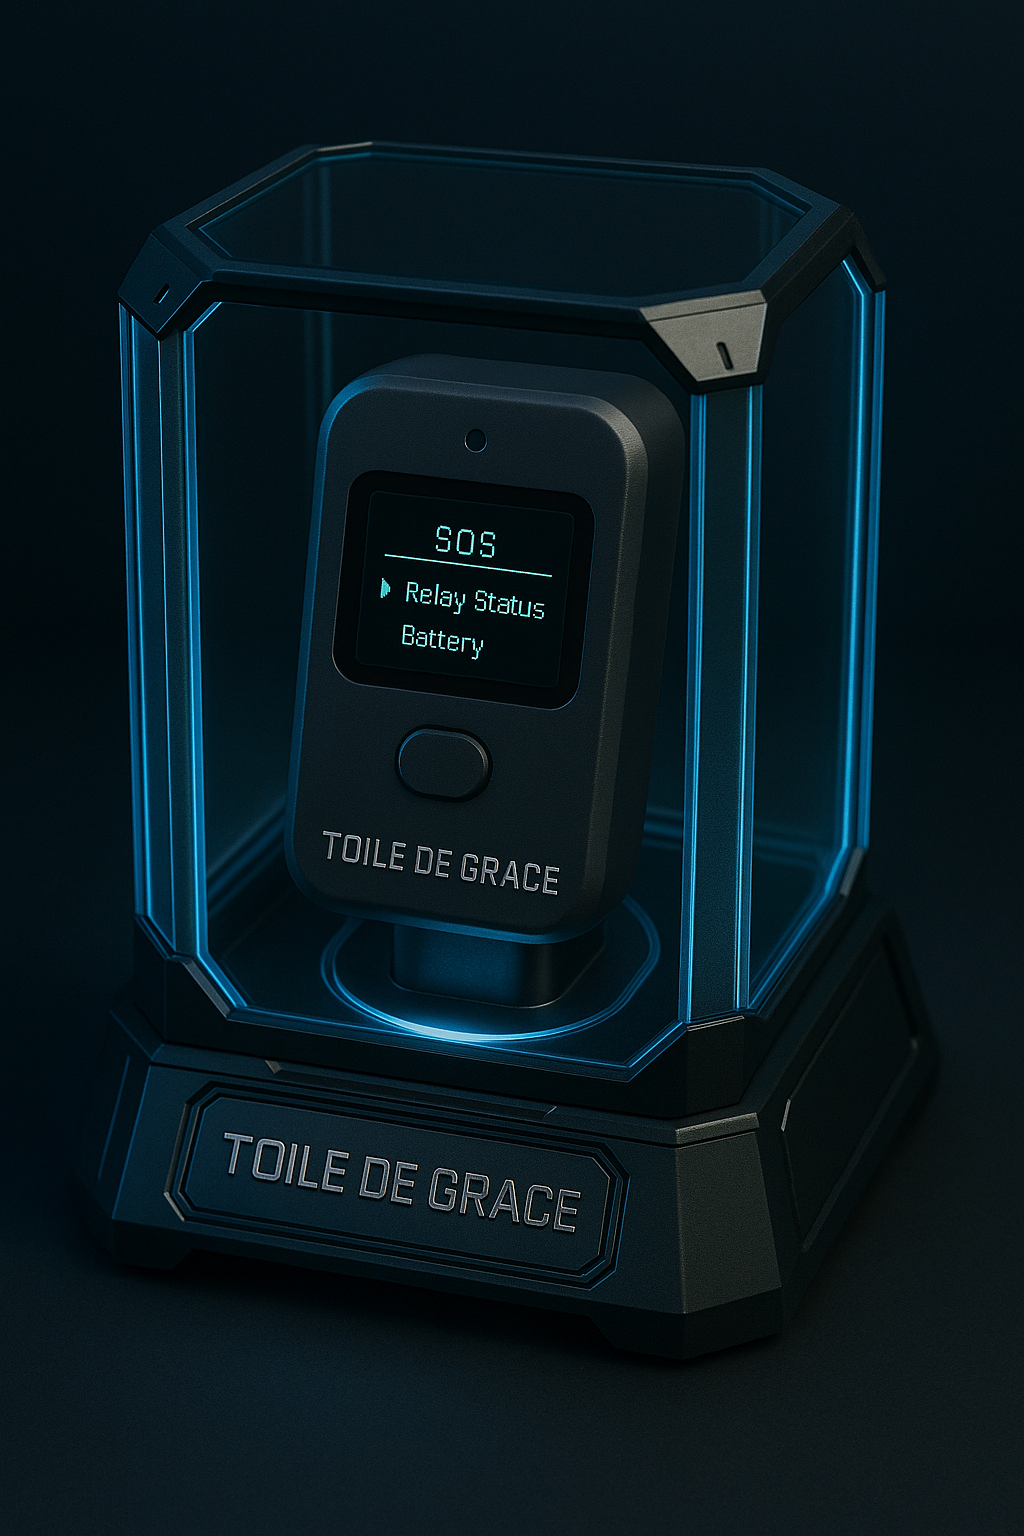 SOS
Relay Status
Battery
TOILE DE GRACE
TOILE DE GRACE